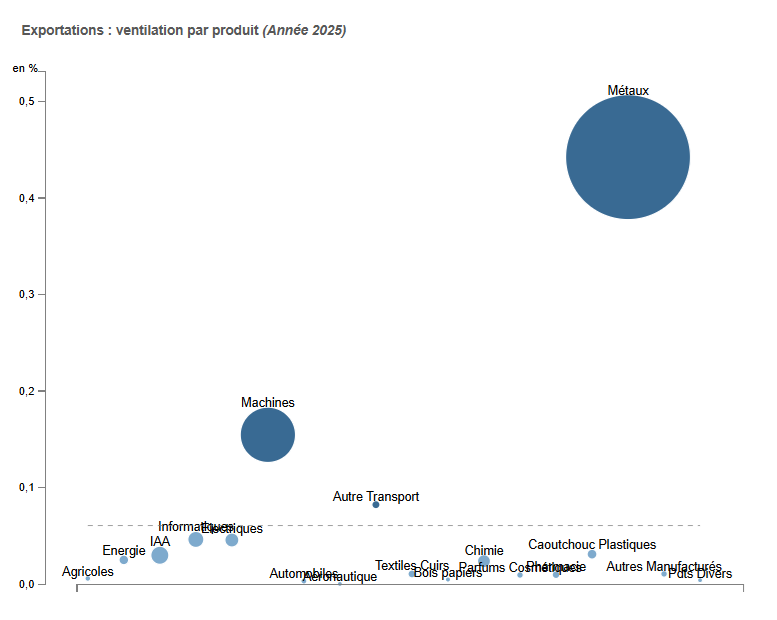 Exportations : ventilation par produit (Année 2025)
en %
0,5
0,4
0,3
0,2
0,1
0,0
Métaux
Machines
Autre Transport
Informatiques
Electriques
IAA
Energie
Agricoles
Automobiles
Aéronautique
Textiles Cuirs
Bois papiers
Chimie
Parfums Cosmétiques
Pharmacie
Caoutchouc Plastiques
Autres Manufacturés
Pdts Divers